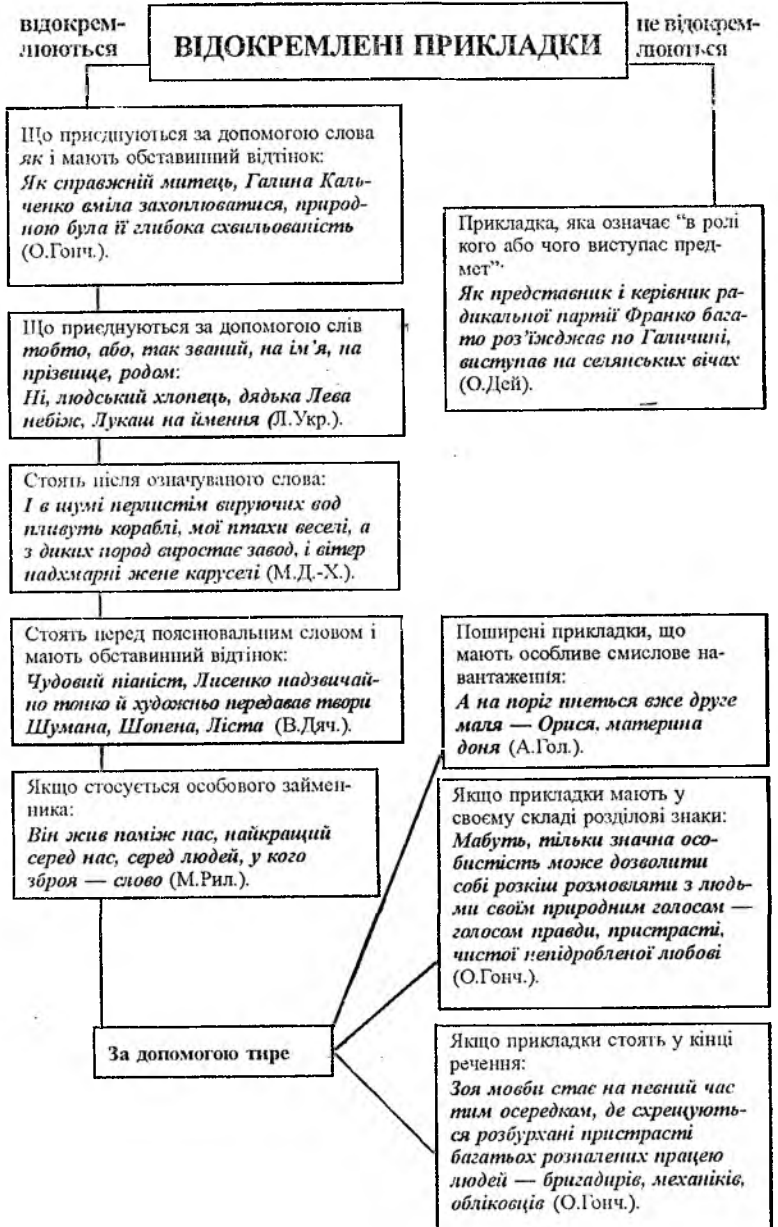 відокрем-
люються
ВІДОКРЕМЛЕНІ ПРИКЛАДКИ
не відокрем-
люються
Що приєднуються за допомогою слова
як і мають обставинний відтінок:
Як справжній митець, Галина Каль-
ченко вміла захоплюватися, природ-
ною була її глибока схвильованість
(О.Гонч.).
Прикладка, яка означає “в ролі
кого або чого виступає пред-
мет”·
Як представник і керівник ра-
дикальної партії Франко бага-
то роз’їжджав по Галичині,
виступав на селянських вічах
(О.Дей).
Що приєднуються за допомогою слів
тобто, або, так званий, на ім’я, на
прізвище, родом:
Ні, людський хлопець, дядька Лева
небіж, Лукаш на ймення (Л.Укр.).
Стоять після означуваного слова:
І в шумі перлистім вируючих вод
пливуть кораблі, мої птахи веселі, а
з диких пород виростає завод, і вітер
надхмарні жене каруселі (М.Д.-Х.).
Стоять перед пояснювальним словом і
мають обставинний відтінок:
Чудовий піаніст, Лисенко надзвичай-
но тонко й художньо передавав твори
Шумана, Шопена, Ліста (В.Дяч.).
Якщо стосується особового займен-
ника:
Він жив поміж нас, найкращий
серед нас, серед людей, у кого
зброя — слово (М.Рил.).
За допомогою тире
Поширені прикладки, що
мають особливе смислове на-
вантаження:
А на поріг пнеться вже друге
маля — Орися, материна
доня (А.Гол.).
Якщо прикладки мають у
своєму складі розділові знаки:
Мабуть, тільки значна осо-
бистість може дозволити
собі розкіш розмовляти з людь-
ми своїм природним голосом —
голосом правди, пристрасті,
чистої непідробленої любові
(О.Гонч.).
Якщо прикладки стоять у кінці
речення:
Зоя мовби стає на певний час
тим осередком, де схрещують-
ся розбурхані пристрасті
багатьох розпалених працею
людей — бригадирів, механіків,
обліковців (О.Гонч.).